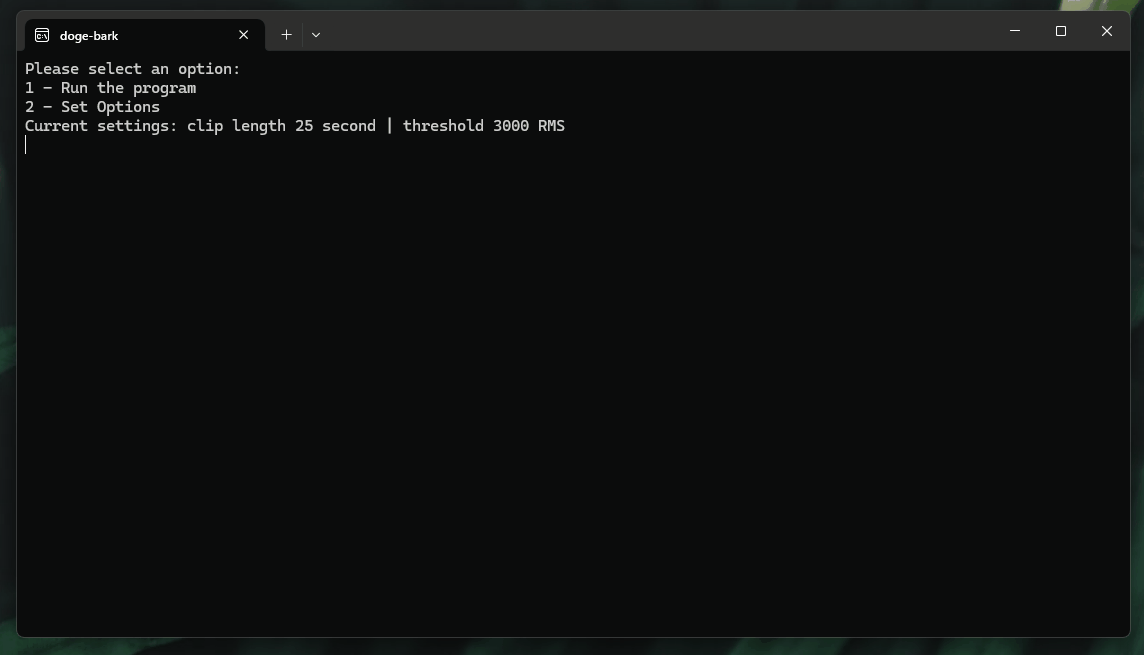 doge-bark
Please select an option:
1 - Run the program
2 - Set Options
Current settings: clip length 25 second | threshold 3000 RMS